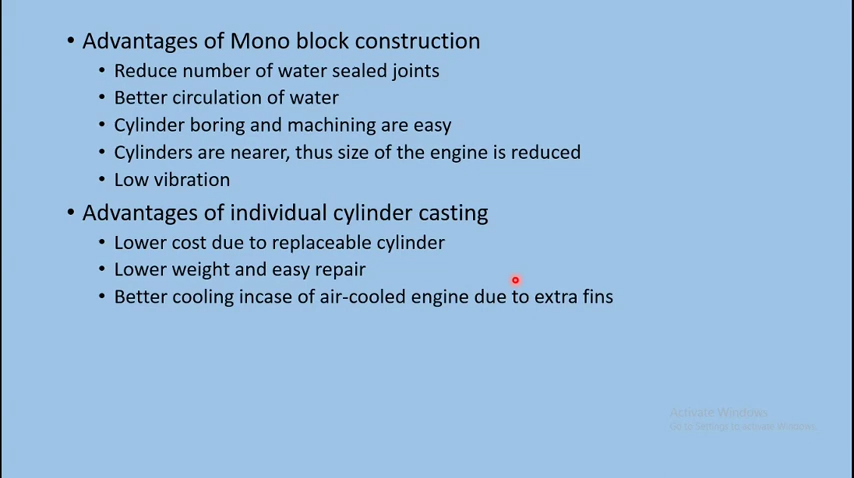 • Advantages of Mono block construction
• Reduce number of water sealed joints
• Better circulation of water
• Cylinder boring and machining are easy
• Cylinders are nearer, thus size of the engine is reduced
• Low vibration
• Advantages of individual cylinder casting
• Lower cost due to replaceable cylinder
• Lower weight and easy repair
• Better cooling incase of air-cooled engine due to extra fins
Activate Windows
Go to Settings to activate Windows.